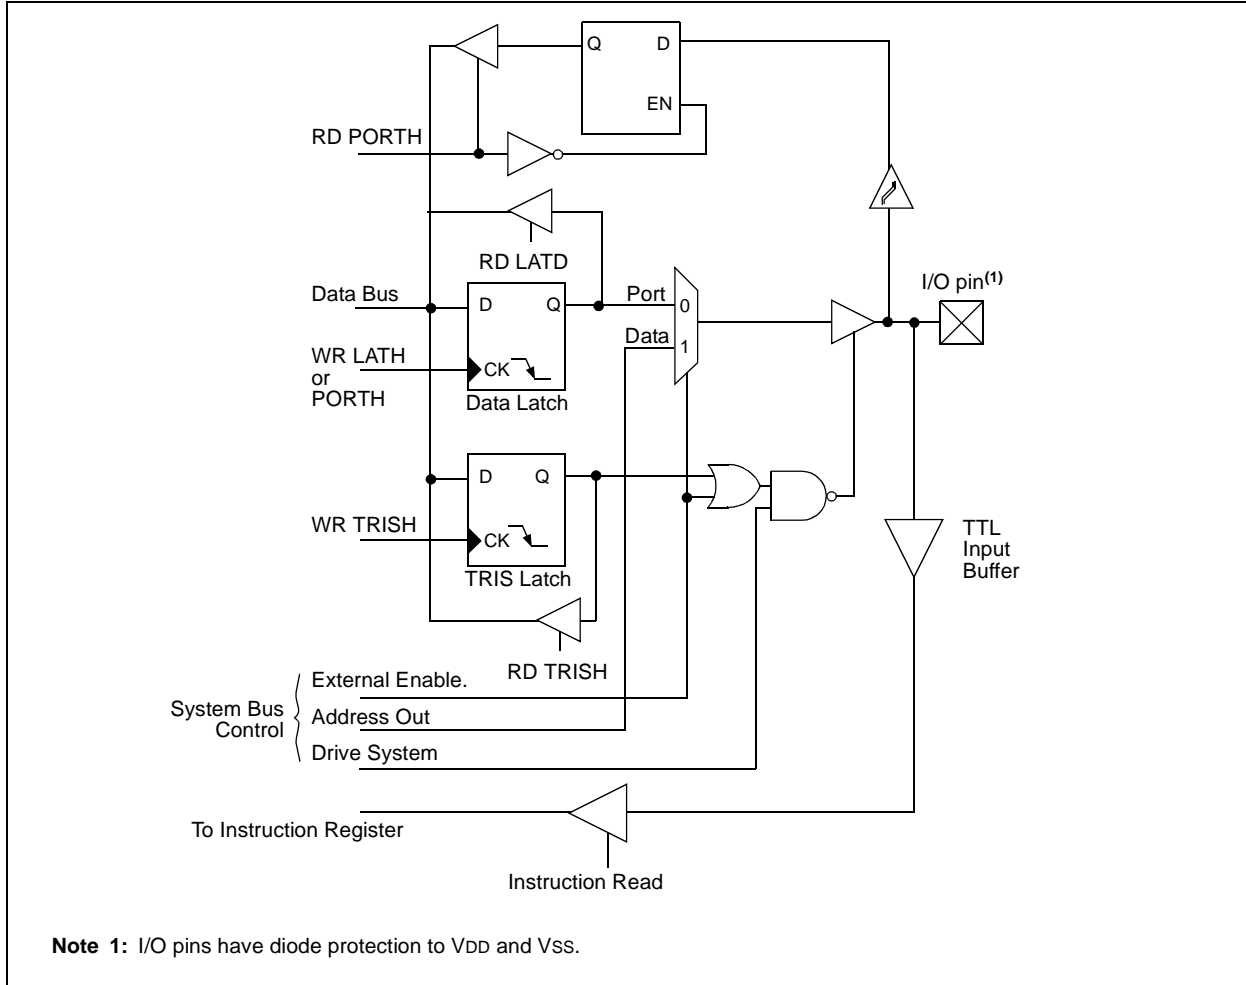 Q
D
EN
RD PORTH
RD LATD
I/O pin(1)
Data Bus
D
Q
Port
0
Data
1
WR LATH
or
PORTH
CK
Data Latch
D
Q
WR TRISH
CK
TRIS Latch
TTL
Input
Buffer
RD TRISH
External Enable.
System Bus
Control
Address Out
Drive System
To Instruction Register
Instruction Read
Note 1: I/O pins have diode protection to VDD and VSS.